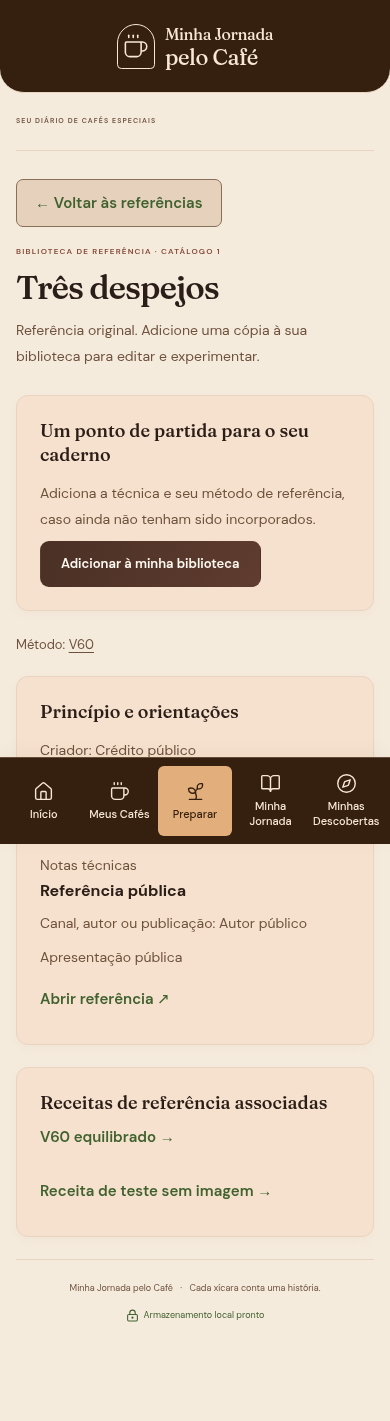 Minha Jornada
pelo Café
SEU DIÁRIO DE CAFÉS ESPECIAIS
← Voltar às referências
BIBLIOTECA DE REFERÊNCIA · CATÁLOGO 1
Três despejos
Referência original. Adicione uma cópia à sua
biblioteca para editar e experimentar.
Um ponto de partida para o seu
caderno
Adiciona a técnica e seu método de referência,
caso ainda não tenham sido incorporados.
Adicionar à minha biblioteca
Método: V60
Princípio e orientações
Criador: Crédito público
Início
Meus Cafés
Preparar
Minha
Jornada
Minhas
Descobertas
Notas técnicas
Referência pública
Canal, autor ou publicação: Autor público
Apresentação pública
Abrir referência ↗
Receitas de referência associadas
V60 equilibrado →
Receita de teste sem imagem →
Minha Jornada pelo Café · Cada xícara conta uma história.
Armazenamento local pronto